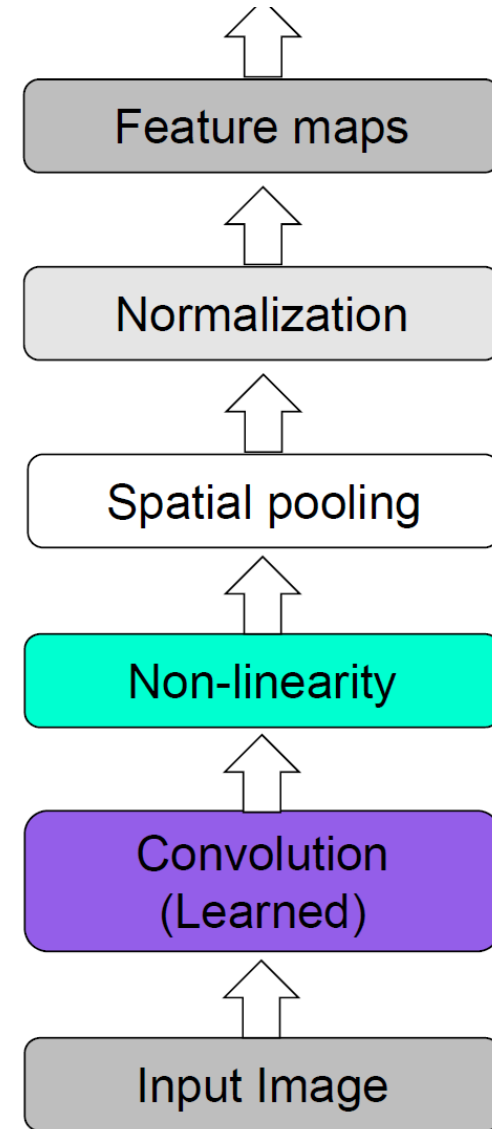 Feature maps
Normalization
Spatial pooling
Non-linearity
Convolution
(Learned)
Input Image